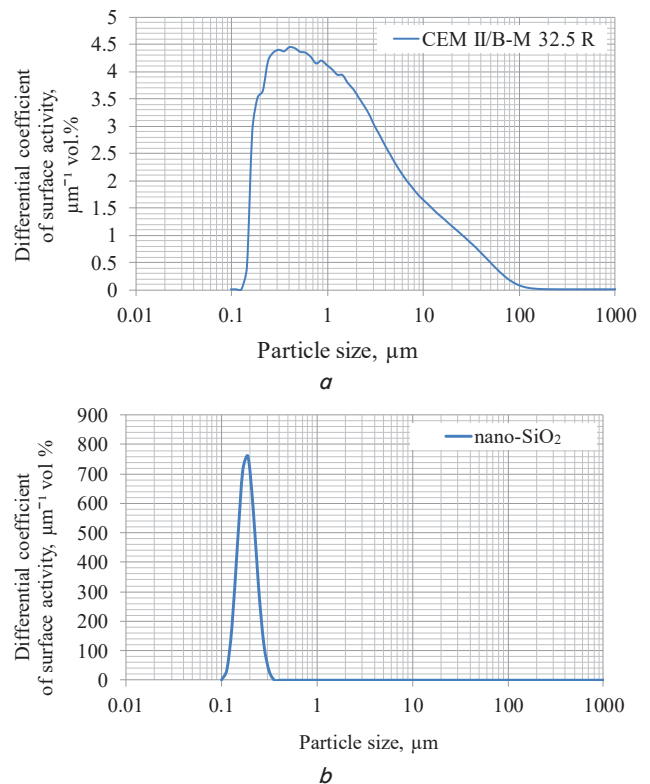 CEM II/B-M 32.5 R
Differential coefficient
of surface activity,
µm⁻¹ vol.%
5
4.5
4
3.5
3
2.5
2
1.5
1
0.5
0
0.01 0.1 1 10 100 1000
Particle size, µm
a
nano-SiO₂
Differential coefficient
of surface activity, µm⁻¹ vol %
900
800
700
600
500
400
300
200
100
0
0.01 0.1 1 10 100 1000
Particle size, µm
b